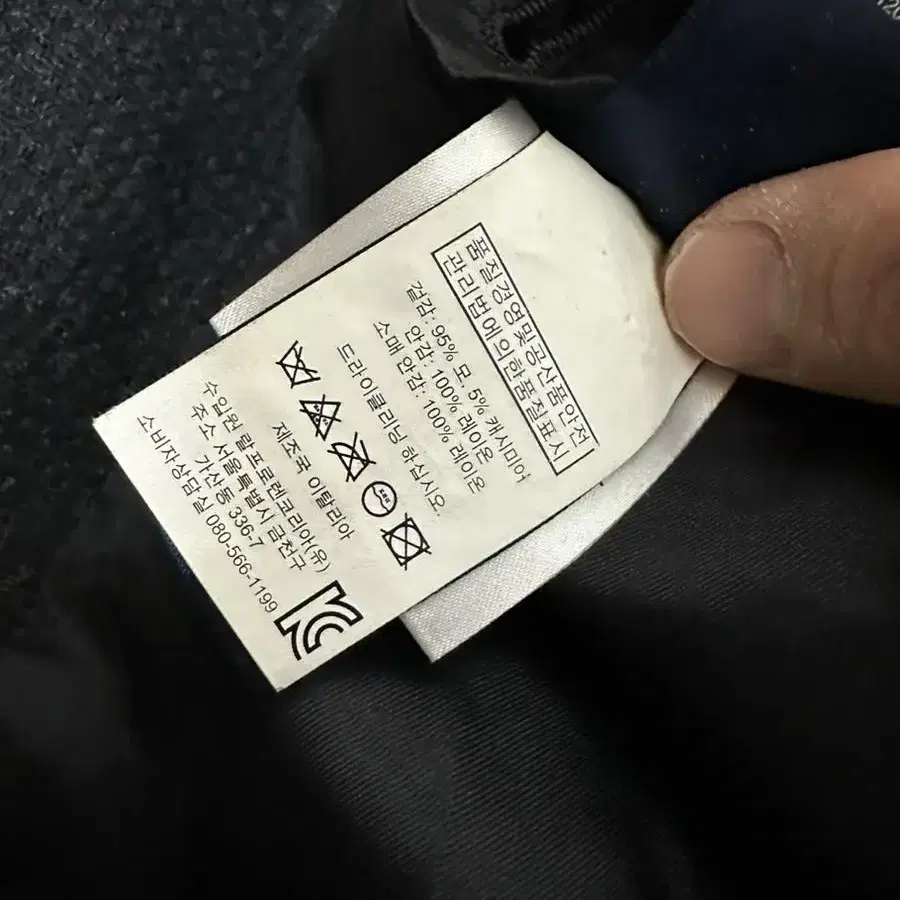 품질경영및공산품안전
관리법에의한품질표시
겉감: 95% 모, 5% 캐시미어
안감: 100% 레이온
소매 안감: 100% 레이온
드라이클리닝 하십시오.
제조국 이탈리아
수입원 랄프로렌코리아(유)
주소 서울특별시 금천구
가산동 336-7
소비자상담실 080-566-1199